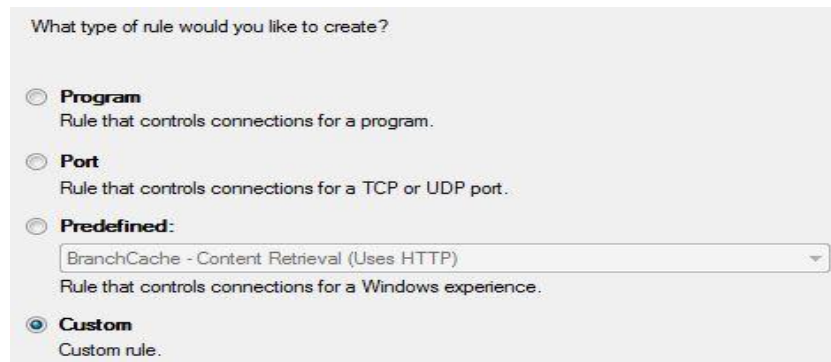 What type of rule would you like to create?
Program
Rule that controls connections for a program.
Port
Rule that controls connections for a TCP or UDP port.
Predefined:
BranchCache - Content Retrieval (Uses HTTP)
Rule that controls connections for a Windows experience.
Custom
Custom rule.